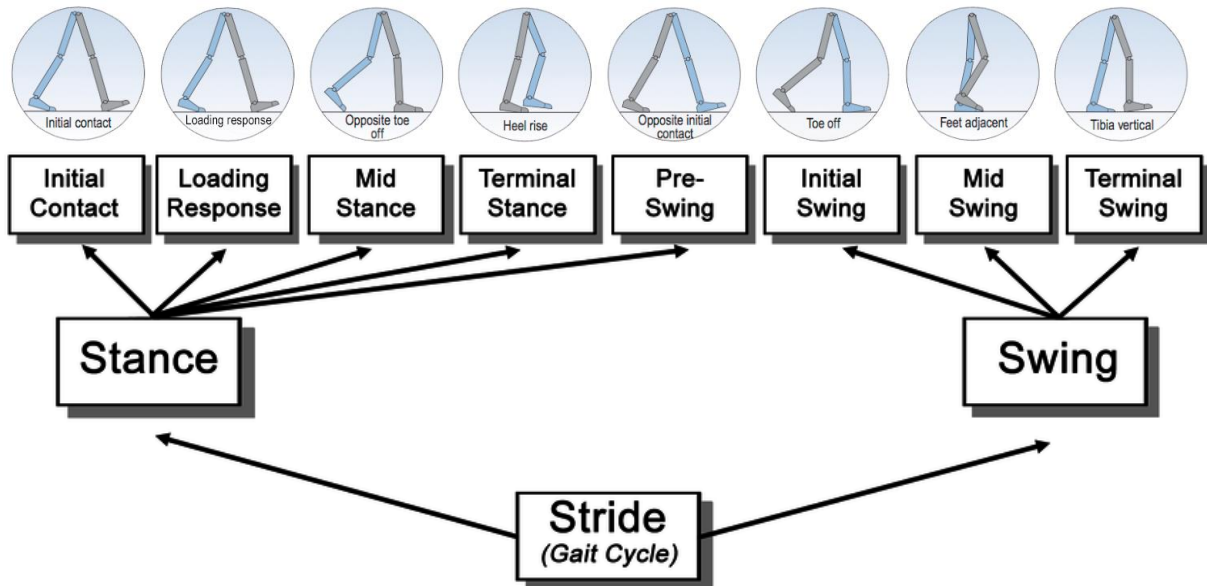 Initial contact
Loading response
Opposite toe
off
Heel rise
Opposite initial
contact
Toe off
Feet adjacent
Tibia vertical
Initial
Contact
Loading
Response
Mid
Stance
Terminal
Stance
Pre-
Swing
Initial
Swing
Mid
Swing
Terminal
Swing
Stance
Swing
Stride
(Gait Cycle)